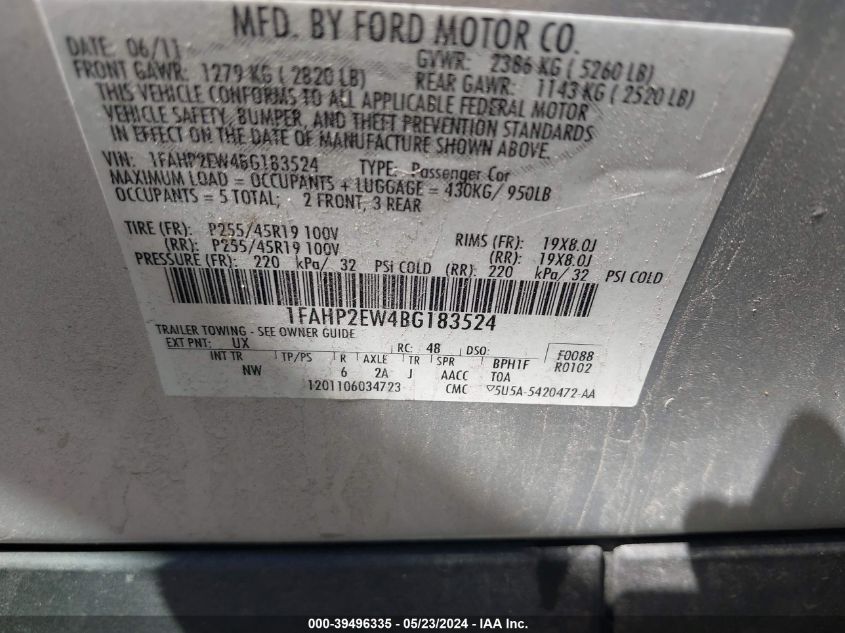 MFD. BY FORD MOTOR CO.
DATE: 06/11 GVWR: 2386 KG ( 5260 LB)
FRONT GAWR: 1279 KG ( 2820 LB) REAR GAWR: 1143 KG ( 2520 LB)
THIS VEHICLE CONFORMS TO ALL APPLICABLE FEDERAL MOTOR
VEHICLE SAFETY, BUMPER, AND THEFT PREVENTION STANDARDS
IN EFFECT ON THE DATE OF MANUFACTURE SHOWN ABOVE.
VIN: 1FAHP2EW4BG183524 TYPE: Passenger Car
MAXIMUM LOAD = OCCUPANTS + LUGGAGE = 430KG/ 950LB
OCCUPANTS = 5 TOTAL; 2 FRONT, 3 REAR
TIRE (FR): P255/45R19 100V RIMS (FR): 19X8.0J
(RR): P255/45R19 100V (RR): 19X8.0J
PRESSURE (FR): 220 kPa/ 32 PSI COLD (RR): 220 kPa/ 32 PSI COLD
1FAHP2EW4BG183524
TRAILER TOWING - SEE OWNER GUIDE
EXT PNT: UX RC: 48 DSO: F0088
R0102
INT TR TP/PS R AXLE TR SPR BPH1F
NW 6 2A J AACC TOA
1201106034723 CMC ▽5U5A-5420472-AA
000-39496335 - 05/23/2024 - IAA Inc.